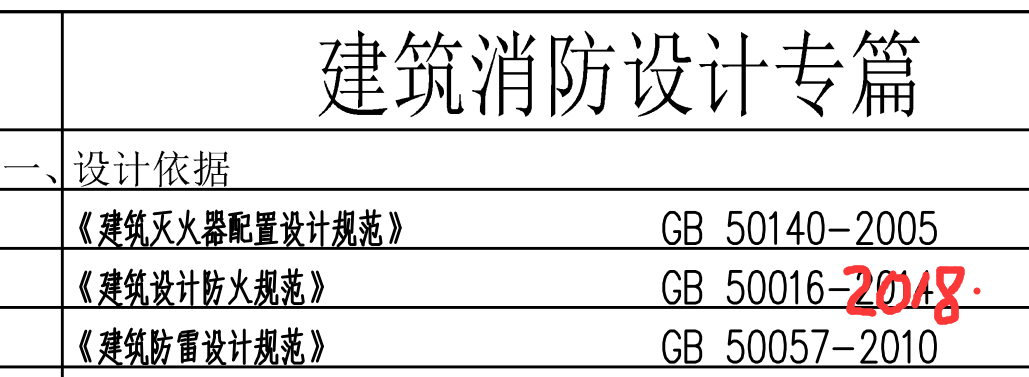 建筑消防设计专篇
一、设计依据
《建筑灭火器配置设计规范》 GB 50140-2005
《建筑设计防火规范》 GB 50016-2014 2018.
《建筑防雷设计规范》 GB 50057-2010